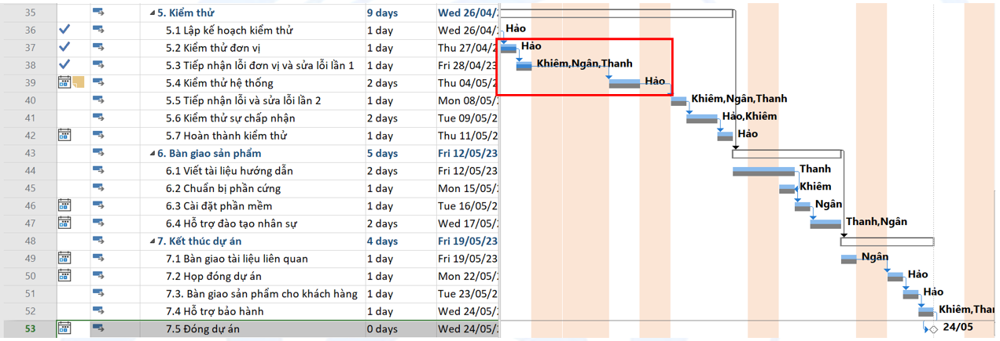 35 5. Kiểm thử 9 days Wed 26/04/2
36 5.1 Lập kế hoạch kiểm thử 1 day Wed 26/04/2 Hảo
37 5.2 Kiểm thử đơn vị 1 day Thu 27/04/2 Hảo
38 5.3 Tiếp nhận lỗi đơn vị và sửa lỗi lần 1 1 day Fri 28/04/23 Khiêm,Ngân,Thanh
39 5.4 Kiểm thử hệ thống 2 days Thu 04/05/2 Hảo
40 5.5 Tiếp nhận lỗi và sửa lỗi lần 2 1 day Mon 08/05/ Khiêm,Ngân,Thanh
41 5.6 Kiểm thử sự chấp nhận 2 days Tue 09/05/2 Hảo,Khiêm
42 5.7 Hoàn thành kiểm thử 1 day Thu 11/05/2 Hảo
43 6. Bàn giao sản phẩm 5 days Fri 12/05/23
44 6.1 Viết tài liệu hướng dẫn 2 days Fri 12/05/23 Thanh
45 6.2 Chuẩn bị phần cứng 1 day Mon 15/05/ Khiêm
46 6.3 Cài đặt phần mềm 1 day Tue 16/05/2 Ngân
47 6.4 Hỗ trợ đào tạo nhân sự 2 days Wed 17/05/ Thanh,Ngân
48 7. Kết thúc dự án 4 days Fri 19/05/23
49 7.1 Bàn giao tài liệu liên quan 1 day Fri 19/05/23 Ngân
50 7.2 Họp đóng dự án 1 day Mon 22/05/ Hảo
51 7.3. Bàn giao sản phẩm cho khách hàng 1 day Tue 23/05/2 Hảo
52 7.4 Hỗ trợ bảo hành 1 day Wed 24/05/ Khiêm,Than
53 7.5 Đóng dự án 0 days Wed 24/05/ 24/05